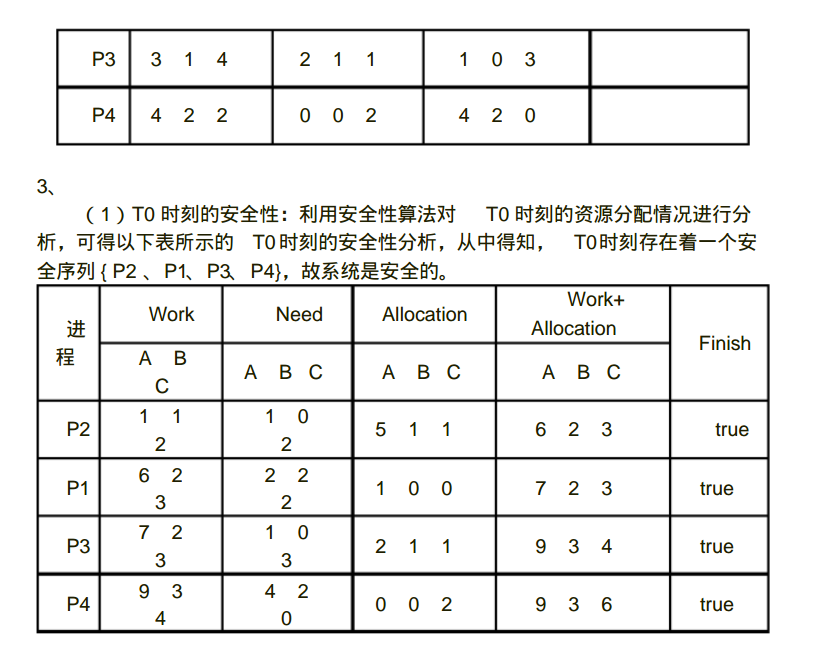 P3 3 1 4 2 1 1 1 0 3
P4 4 2 2 0 0 2 4 2 0
3、
（1）T0 时刻的安全性：利用安全性算法对 T0 时刻的资源分配情况进行分
析，可得以下表所示的 T0时刻的安全性分析，从中得知， T0时刻存在着一个安
全序列 { P2 、P1、P3、P4}，故系统是安全的。
进程 Work Need Allocation Work+ Allocation Finish
A B C A B C A B C A B C
P2 1 1 2 1 0 2 5 1 1 6 2 3 true
P1 6 2 3 2 2 2 1 0 0 7 2 3 true
P3 7 2 3 1 0 3 2 1 1 9 3 4 true
P4 9 3 4 4 2 0 0 0 2 9 3 6 true